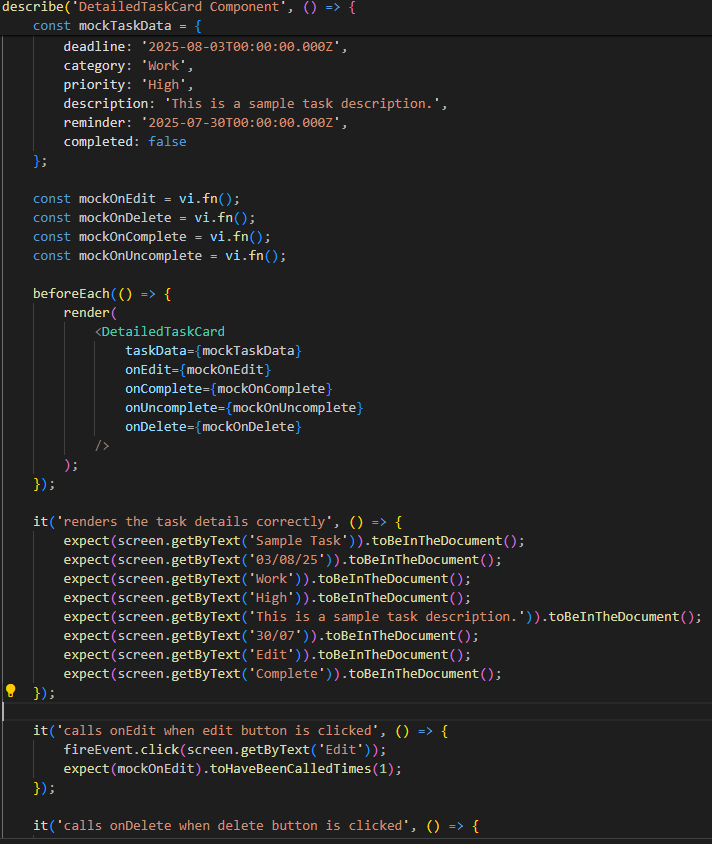 describe('DetailedTaskCard Component', () => {
    const mockTaskData = {
        deadline: '2025-08-03T00:00:00.000Z',
        category: 'Work',
        priority: 'High',
        description: 'This is a sample task description.',
        reminder: '2025-07-30T00:00:00.000Z',
        completed: false
    };

    const mockOnEdit = vi.fn();
    const mockOnDelete = vi.fn();
    const mockOnComplete = vi.fn();
    const mockOnUncomplete = vi.fn();

    beforeEach(() => {
        render(
            <DetailedTaskCard
                taskData={mockTaskData}
                onEdit={mockOnEdit}
                onComplete={mockOnComplete}
                onUncomplete={mockOnUncomplete}
                onDelete={mockOnDelete}
            />
        );
    });

    it('renders the task details correctly', () => {
        expect(screen.getByText('Sample Task')).toBeInTheDocument();
        expect(screen.getByText('03/08/25')).toBeInTheDocument();
        expect(screen.getByText('Work')).toBeInTheDocument();
        expect(screen.getByText('High')).toBeInTheDocument();
        expect(screen.getByText('This is a sample task description.')).toBeInTheDocument();
        expect(screen.getByText('30/07')).toBeInTheDocument();
        expect(screen.getByText('Edit')).toBeInTheDocument();
        expect(screen.getByText('Complete')).toBeInTheDocument();
    });

    it('calls onEdit when edit button is clicked', () => {
        fireEvent.click(screen.getByText('Edit'));
        expect(mockOnEdit).toHaveBeenCalledTimes(1);
    });

    it('calls onDelete when delete button is clicked', () => {